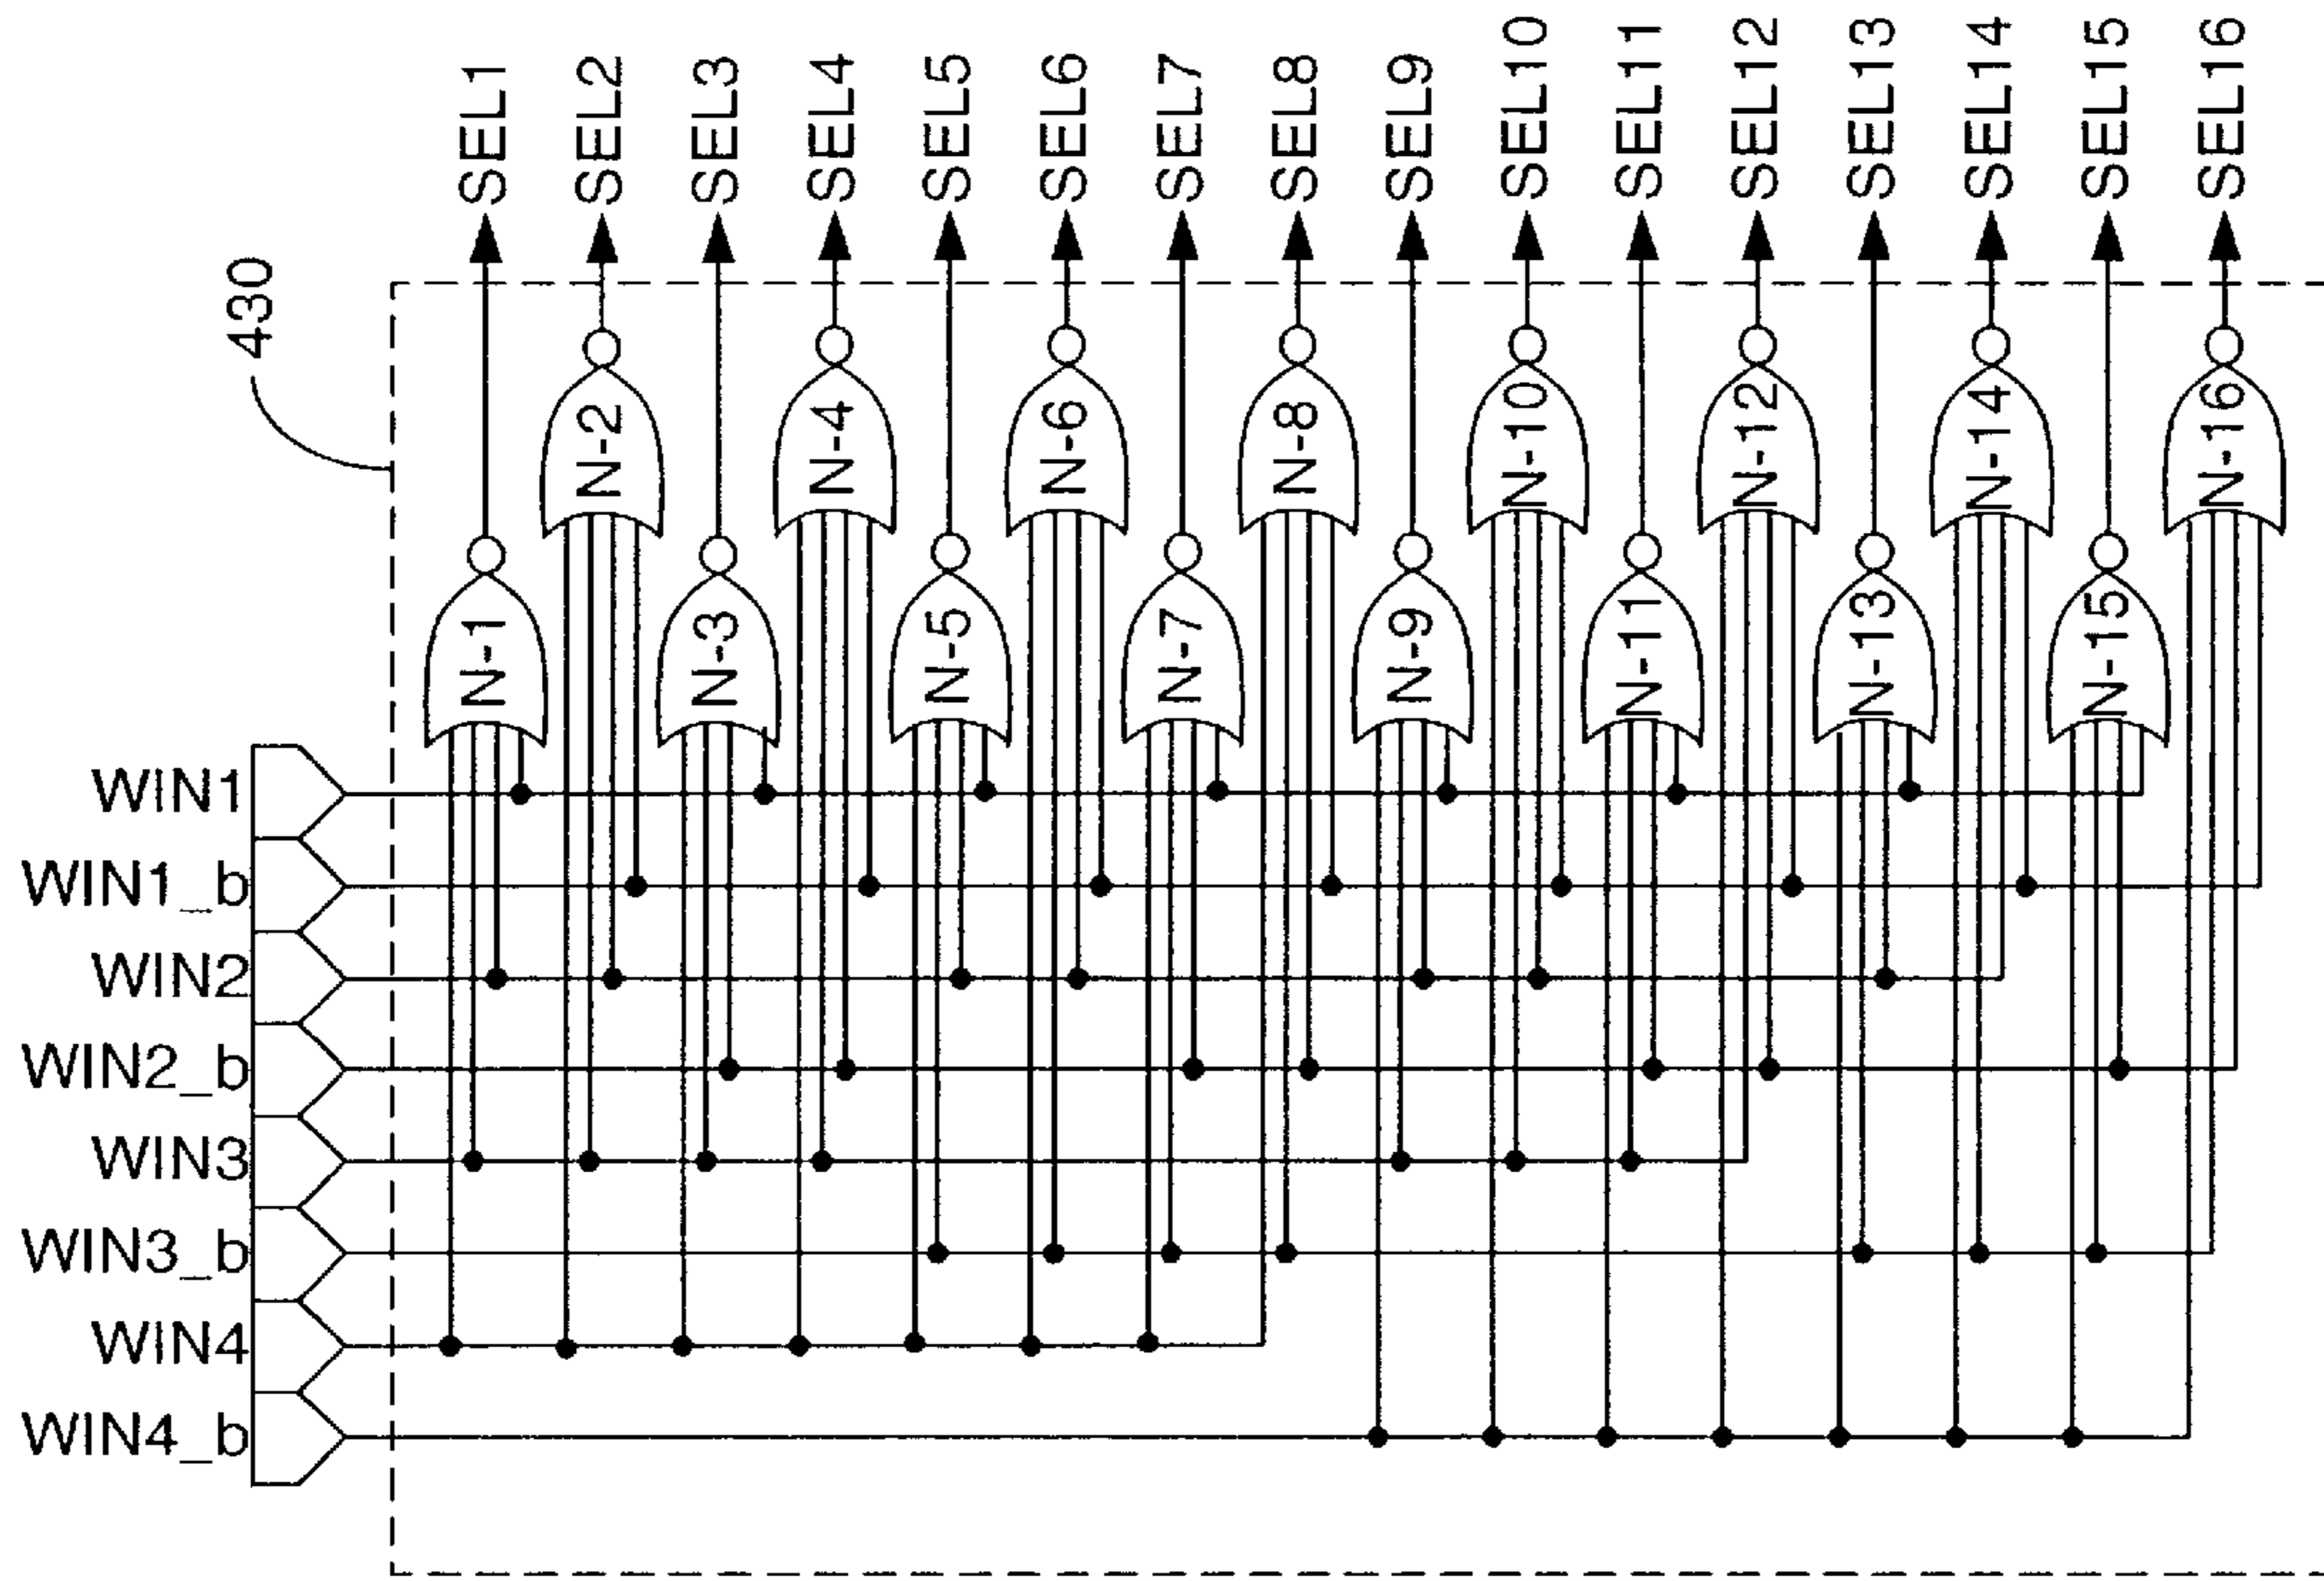 SEL1
SEL2
SEL3
SEL4
SEL5
SEL6
SEL7
SEL8
SEL9
SEL10
SEL11
SEL12
SEL13
SEL14
SEL15
SEL16
430
N-1
N-2
N-3
N-4
N-5
N-6
N-7
N-8
N-9
N-10
N-11
N-12
N-13
N-14
N-15
N-16
WIN1
WIN1_b
WIN2
WIN2_b
WIN3
WIN3_b
WIN4
WIN4_b